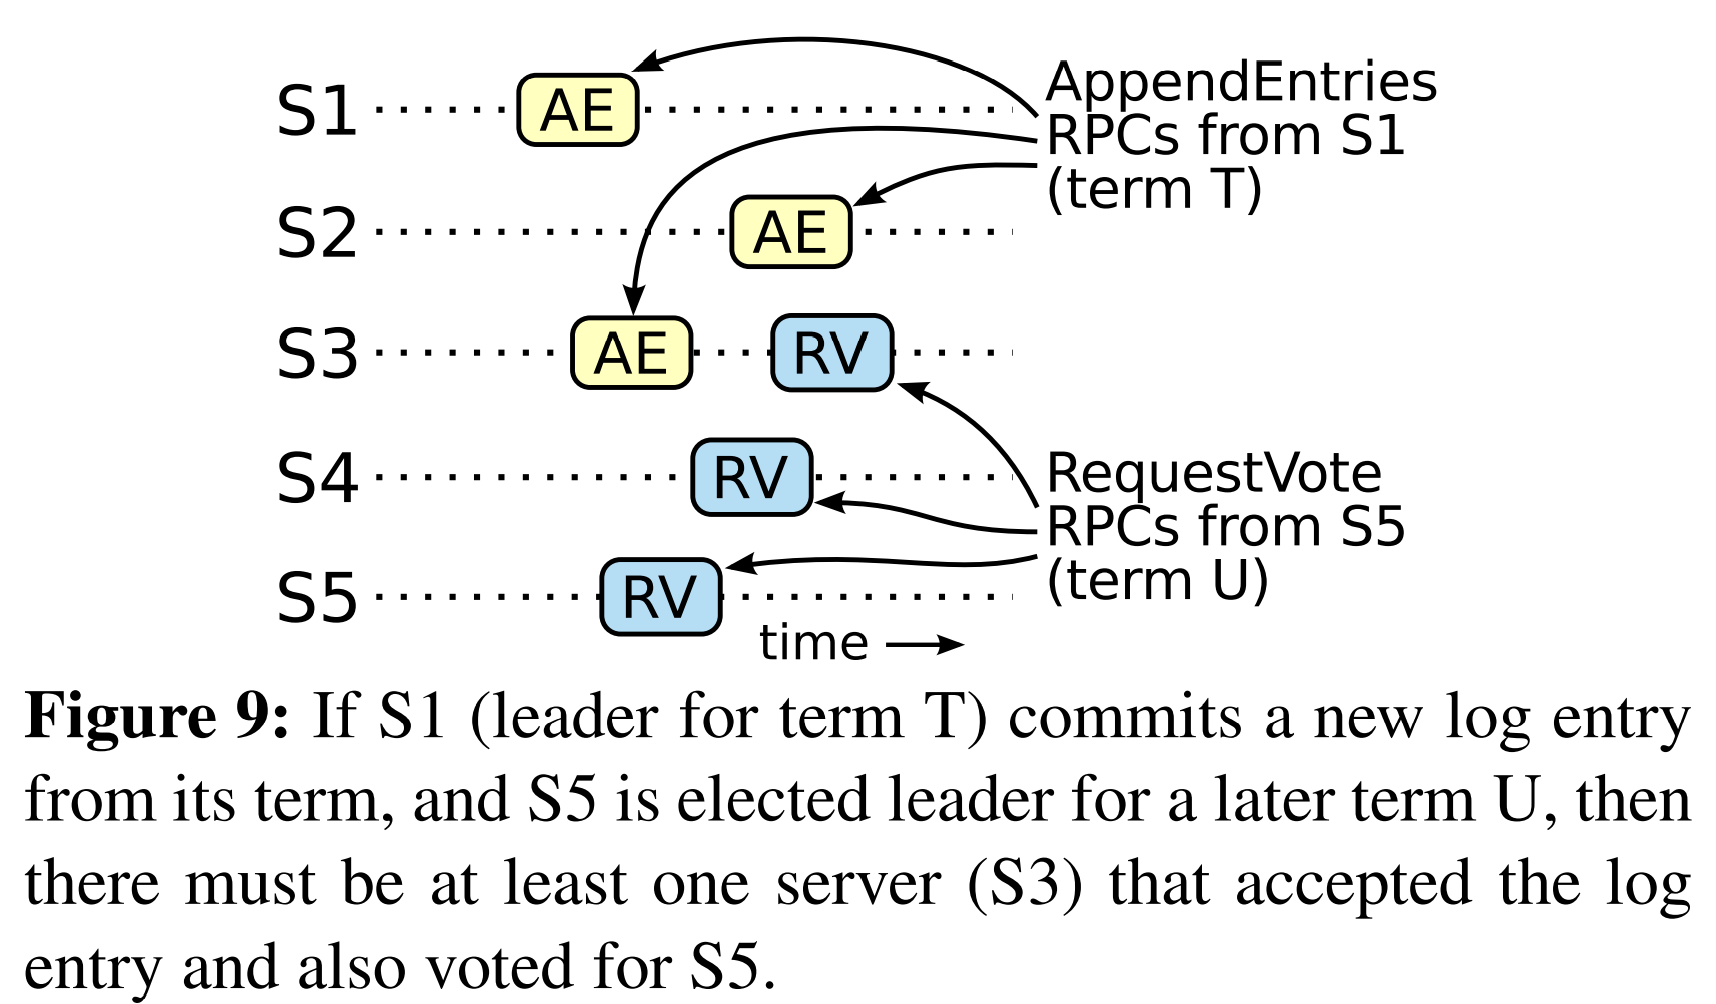 S1
AE
AppendEntries
RPCs from S1
(term T)
S2
AE
S3
AE
RV
S4
RV
RequestVote
RPCs from S5
(term U)
S5
RV
time
Figure 9: If S1 (leader for term T) commits a new log entry
from its term, and S5 is elected leader for a later term U, then
there must be at least one server (S3) that accepted the log
entry and also voted for S5.